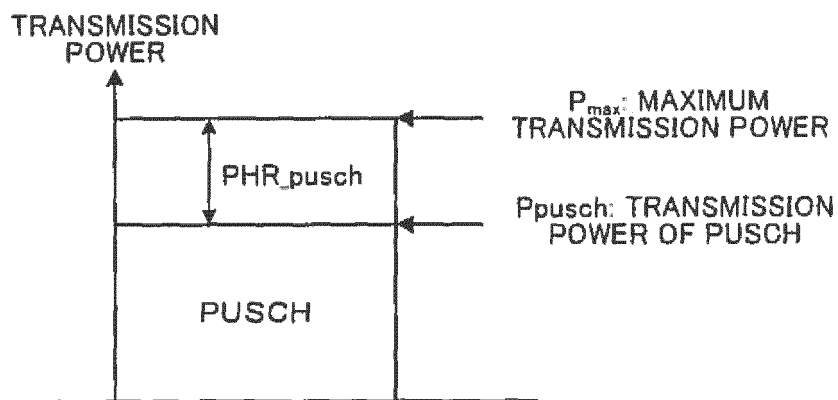 TRANSMISSION
POWER
Pmax: MAXIMUM
TRANSMISSION POWER
PHR_pusch
Ppusch: TRANSMISSION
POWER OF PUSCH
PUSCH